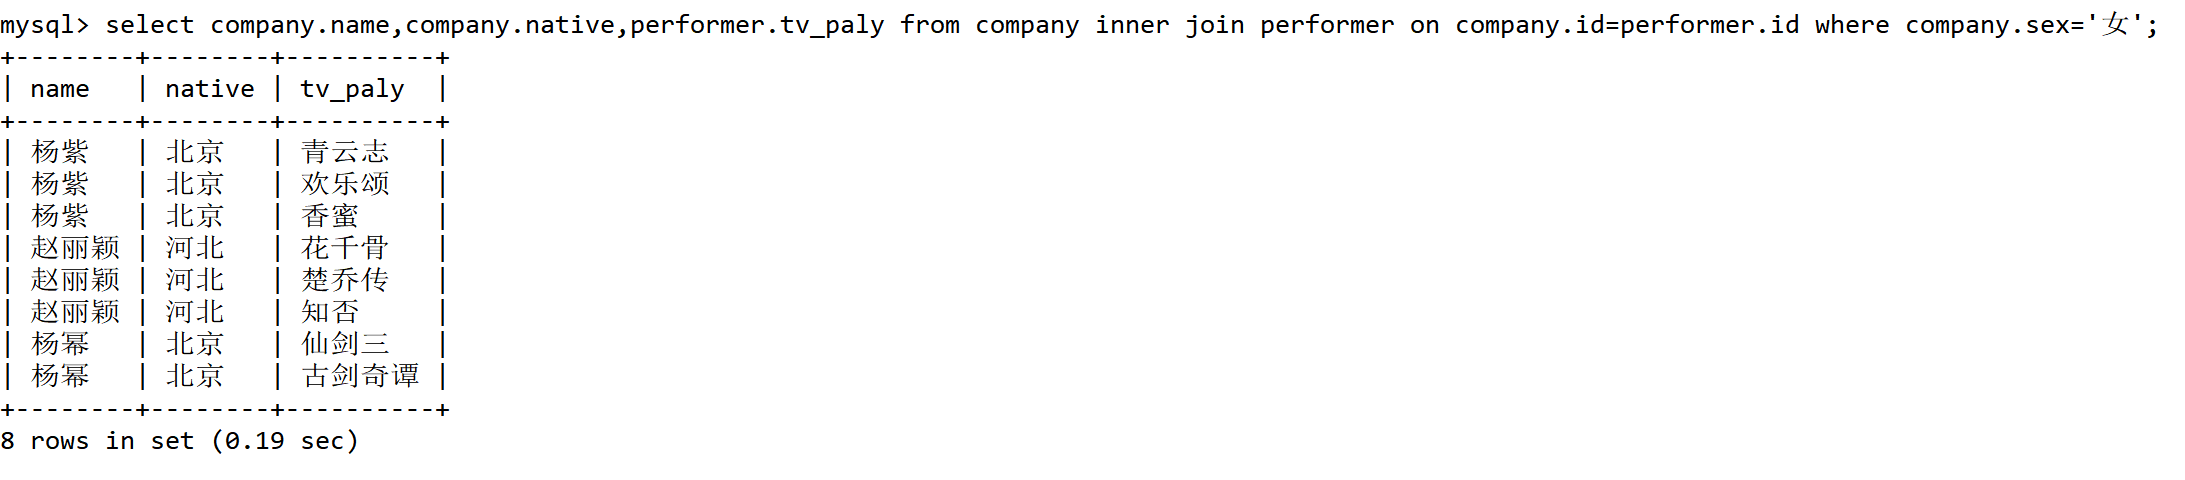 mysql> select company.name,company.native,performer.tv_paly from company inner join performer on company.id=performer.id where company.sex='女';
+--------+--------+----------+
| name   | native | tv_paly  |
+--------+--------+----------+
| 杨紫   | 北京   | 青云志   |
| 杨紫   | 北京   | 欢乐颂   |
| 杨紫   | 北京   | 香蜜     |
| 赵丽颖 | 河北   | 花千骨   |
| 赵丽颖 | 河北   | 楚乔传   |
| 赵丽颖 | 河北   | 知否     |
| 杨幂   | 北京   | 仙剑三   |
| 杨幂   | 北京   | 古剑奇谭 |
+--------+--------+----------+
8 rows in set (0.19 sec)